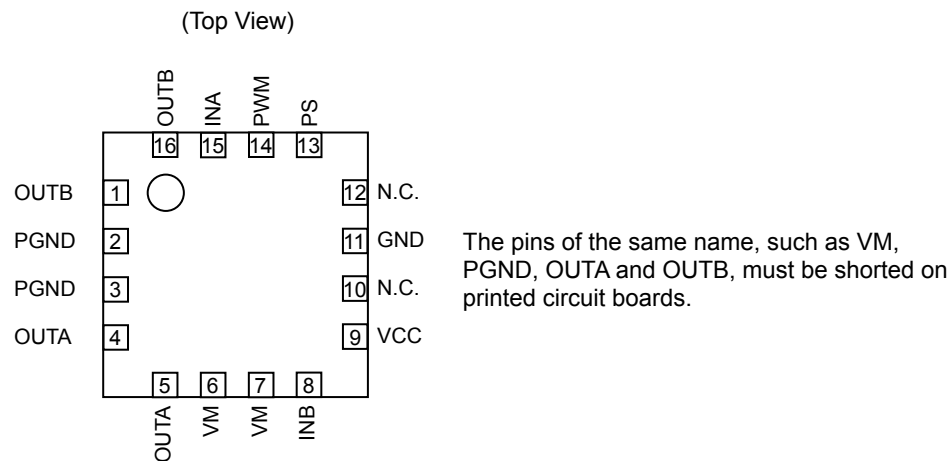 (Top View)
OUTB INA PWM PS
16 15 14 13
OUTB 1 12 N.C.
PGND 2 11 GND
PGND 3 10 N.C.
OUTA 4 9 VCC
5 6 7 8
OUTA VM VM INB
The pins of the same name, such as VM,
PGND, OUTA and OUTB, must be shorted on
printed circuit boards.